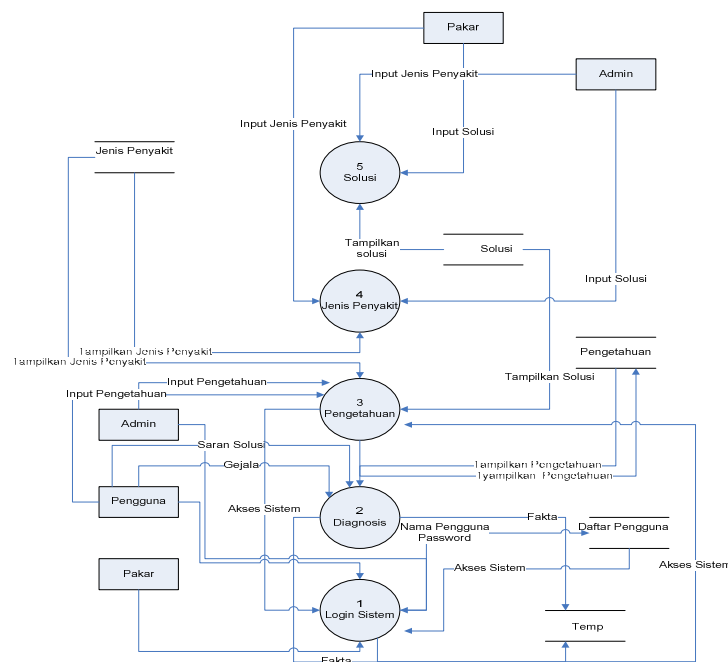 Pakar
Input Jenis Penyakit
Admin
Input Jenis Penyakit
Input Solusi
Jenis Penyakit
5
Solusi
Tampilkan
solusi
Solusi
Input Solusi
4
Jenis Penyakit
Tampilkan Jenis Penyakit
Tampilkan Jenis Penyakit
Pengetahuan
Input Pengetahuan
Input Pengetahuan
Tampilkan Solusi
3
Pengetahuan
Admin
Saran Solusi
Gejala
Tampilkan Pengetahuan
Tyampilkan Pengetahuan
Pengguna
Akses Sistem
2
Diagnosis
Nama Pengguna
Password
Fakta
Daftar Pengguna
Pakar
Akses Sistem
Akses Sistem
1
Login Sistem
Temp
Fakta